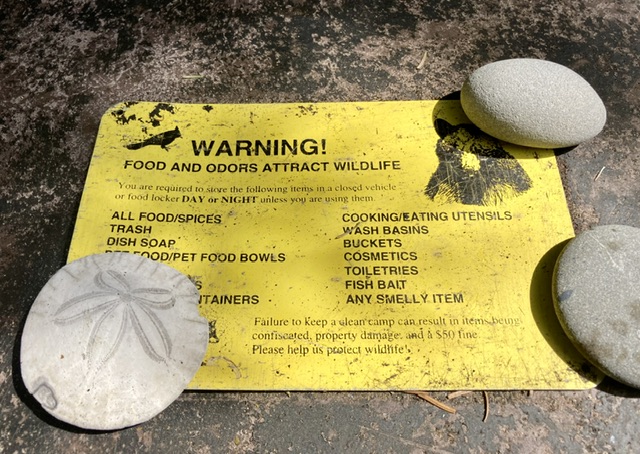 WARNING!
FOOD AND ODORS ATTRACT WILDLIFE
You are required to store the following items in a closed vehicle
or food locker DAY or NIGHT unless you are using them.
ALL FOOD/SPICES
TRASH
DISH SOAP
PET FOOD/PET FOOD BOWLS
S
NTAINERS
COOKING/EATING UTENSILS
WASH BASINS
BUCKETS
COSMETICS
TOILETRIES
FISH BAIT
ANY SMELLY ITEM
Failure to keep a clean camp can result in items being
confiscated, property damage, and a $50 fine.
Please help us protect wildlife!